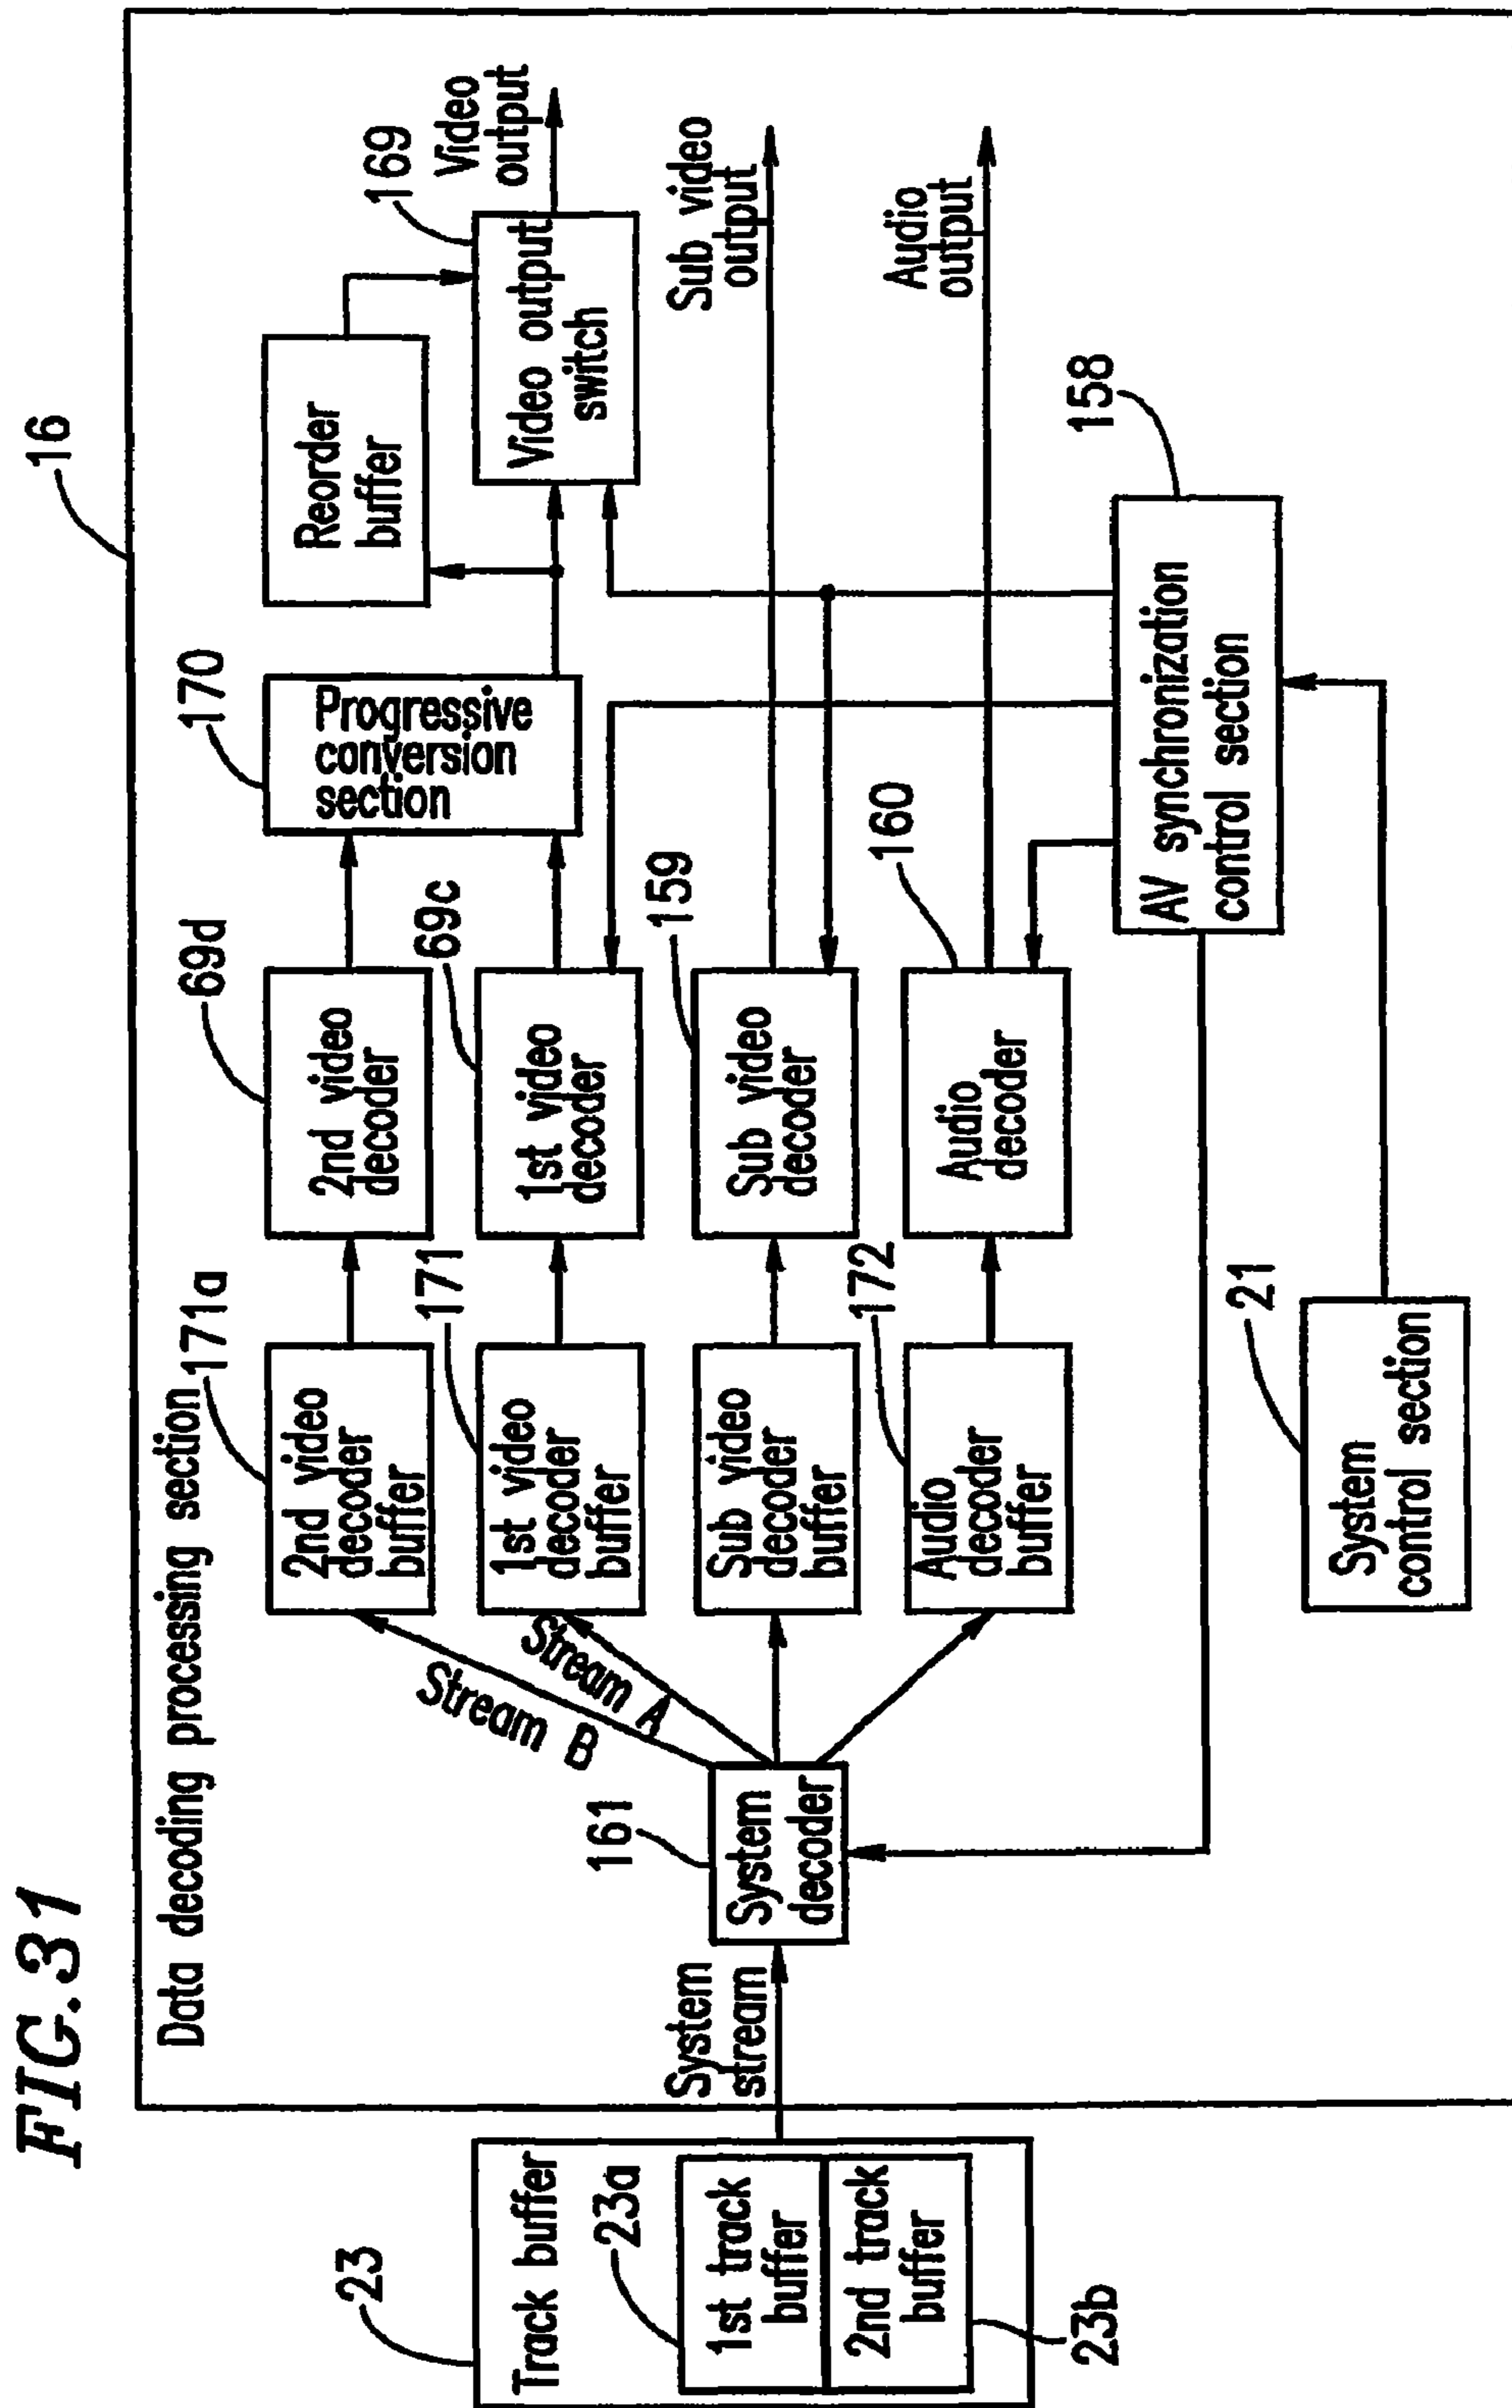 FIG. 31
16
Data decoding processing section
23
Track buffer
23a
1st track
buffer
2nd track
buffer
23b
System
stream
161
System
decoder
Stream B
Stream A
171a
2nd video
decoder
buffer
171
1st video
decoder
buffer
Sub video
decoder
buffer
172
Audio
decoder
buffer
69d
2nd video
decoder
69c
1st video
decoder
159
Sub video
decoder
160
Audio
decoder
170
Progressive
conversion
section
Reorder
buffer
169
Video output
switch
Video
output
Sub video
output
Audio
output
158
AV synchronization
control section
21
System
control section